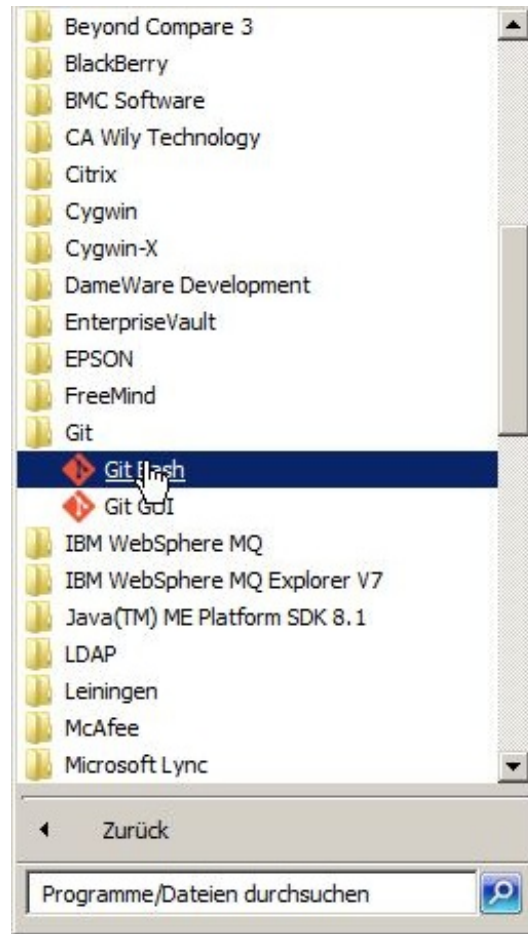 Beyond Compare 3
BlackBerry
BMC Software
CA Wily Technology
Citrix
Cygwin
Cygwin-X
DameWare Development
EnterpriseVault
EPSON
FreeMind
Git
Git Bash
Git GUI
IBM WebSphere MQ
IBM WebSphere MQ Explorer V7
Java(TM) ME Platform SDK 8.1
LDAP
Leiningen
McAfee
Microsoft Lync
Zurück
Programme/Dateien durchsuchen